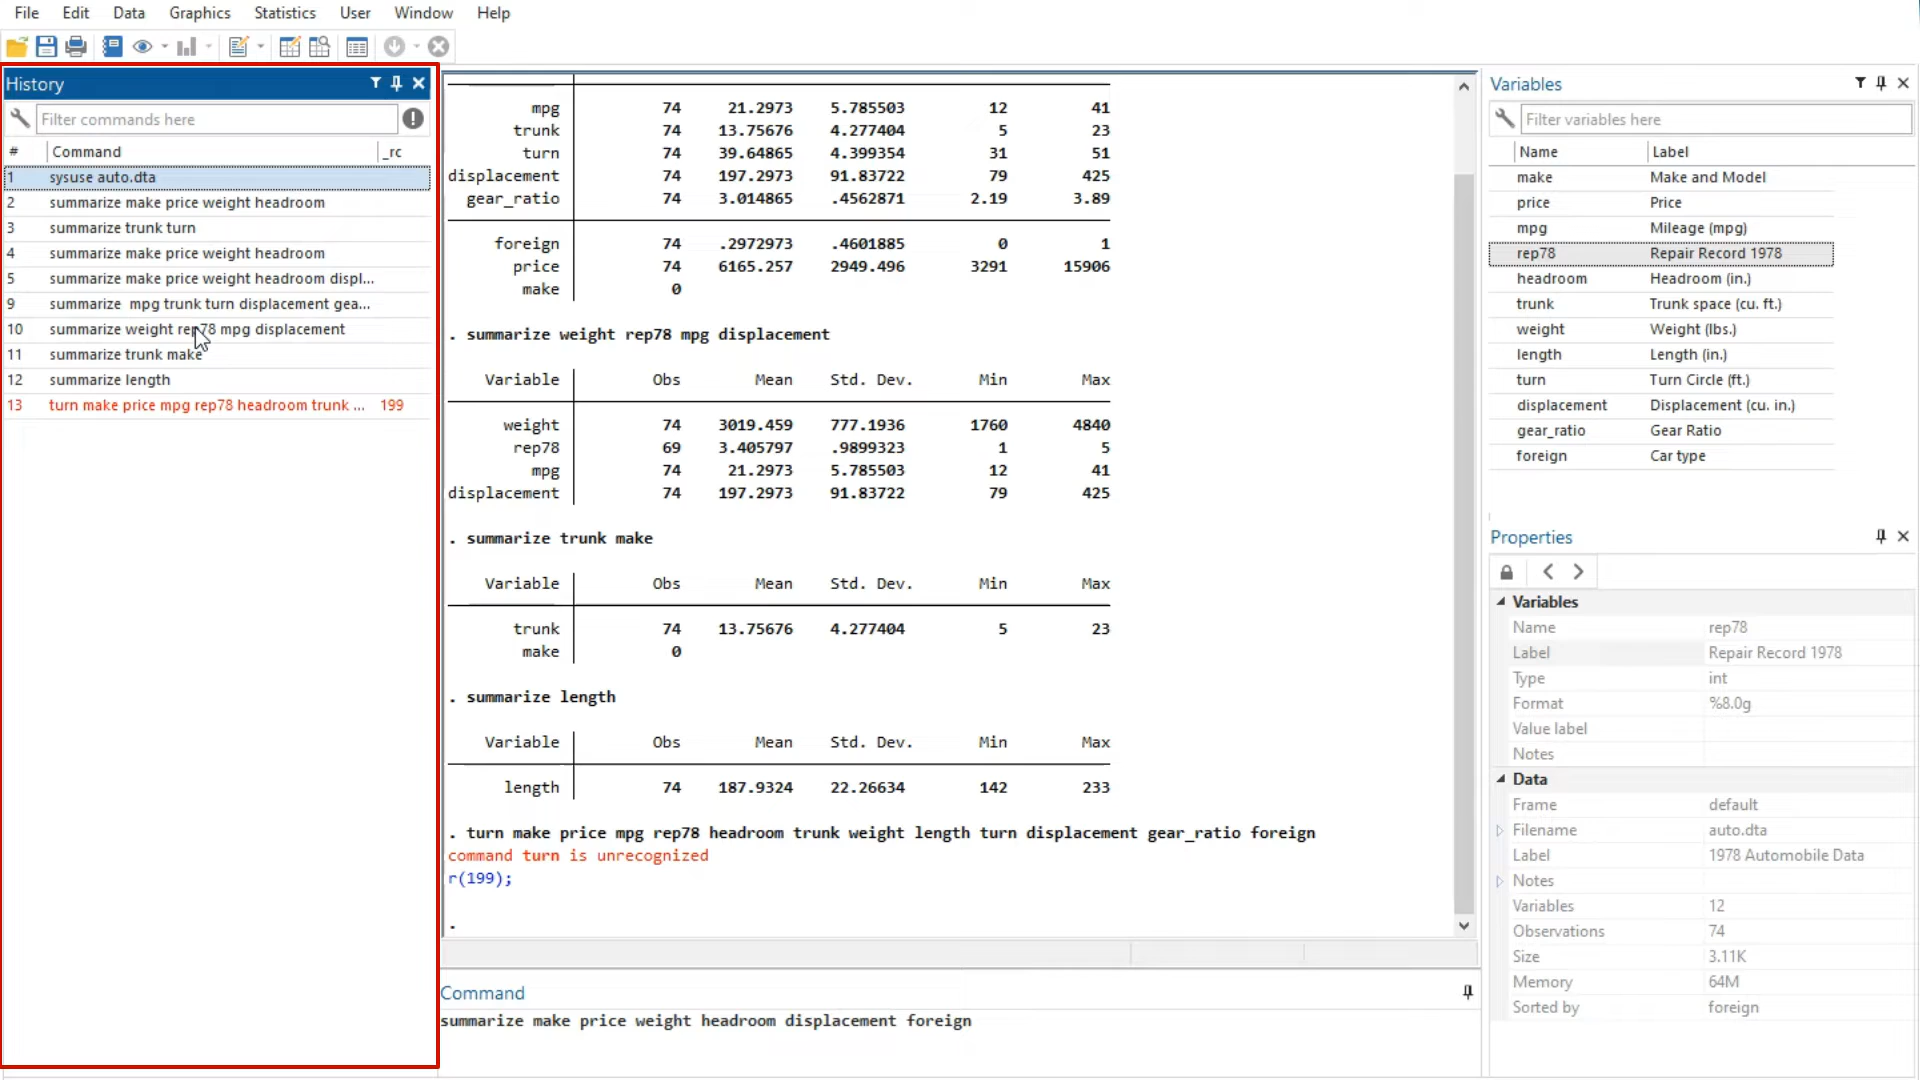 File Edit Data Graphics Statistics User Window Help
History
Filter commands here
# Command _rc
1 sysuse auto.dta
2 summarize make price weight headroom
3 summarize trunk turn
4 summarize make price weight headroom
5 summarize make price weight headroom displ...
9 summarize mpg trunk turn displacement gea...
10 summarize weight rep78 mpg displacement
11 summarize trunk make
12 summarize length
13 turn make price mpg rep78 headroom trunk ... 199
mpg 74 21.2973 5.785503 12 41
trunk 74 13.75676 4.277404 5 23
turn 74 39.64865 4.399354 31 51
displacement 74 197.2973 91.83722 79 425
gear_ratio 74 3.014865 .4562871 2.19 3.89
foreign 74 .2972973 .4601885 0 1
price 74 6165.257 2949.496 3291 15906
make 0
. summarize weight rep78 mpg displacement
Variable Obs Mean Std. Dev. Min Max
weight 74 3019.459 777.1936 1760 4840
rep78 69 3.405797 .9899323 1 5
mpg 74 21.2973 5.785503 12 41
displacement 74 197.2973 91.83722 79 425
. summarize trunk make
Variable Obs Mean Std. Dev. Min Max
trunk 74 13.75676 4.277404 5 23
make 0
. summarize length
Variable Obs Mean Std. Dev. Min Max
length 74 187.9324 22.26634 142 233
. turn make price mpg rep78 headroom trunk weight length turn displacement gear_ratio foreign
command turn is unrecognized
r(199);
.
Command
summarize make price weight headroom displacement foreign
Variables
Filter variables here
Name Label
make Make and Model
price Price
mpg Mileage (mpg)
rep78 Repair Record 1978
headroom Headroom (in.)
trunk Trunk space (cu. ft.)
weight Weight (lbs.)
length Length (in.)
turn Turn Circle (ft.)
displacement Displacement (cu. in.)
gear_ratio Gear Ratio
foreign Car type
Properties
Variables
Name rep78
Label Repair Record 1978
Type int
Format %8.0g
Value label
Notes
Data
Frame default
Filename auto.dta
Label 1978 Automobile Data
Notes
Variables 12
Observations 74
Size 3.11K
Memory 64M
Sorted by foreign